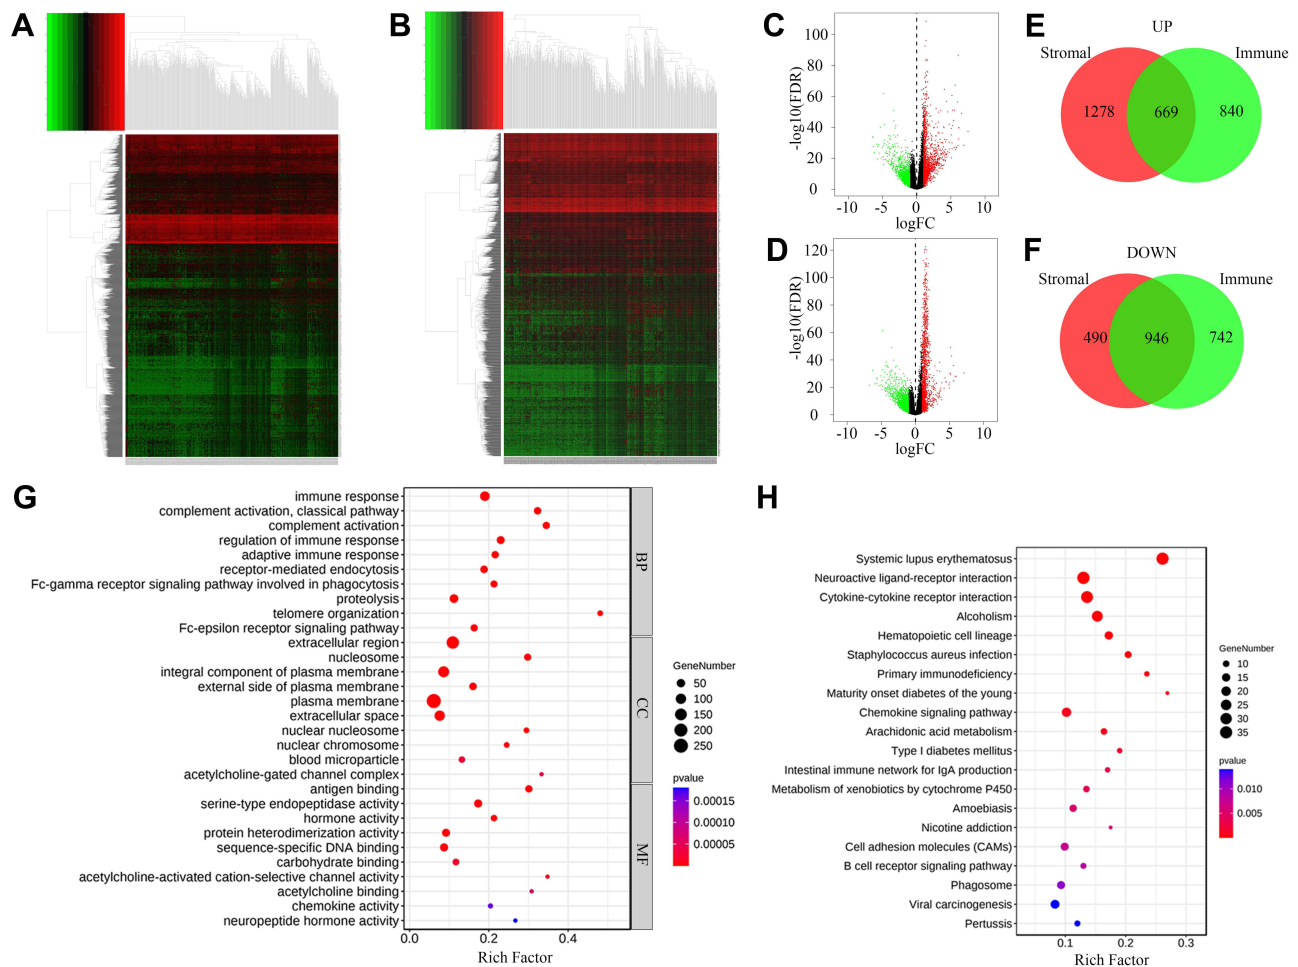 A
B
C
100
80
60
40
20
0
-log10(FDR)
-10
-5
0
5
10
logFC
D
120
100
80
60
40
20
0
-log10(FDR)
-10
-5
0
5
10
logFC
E
UP
Stromal
Immune
1278
669
840
F
DOWN
Stromal
Immune
490
946
742
G
immune response
complement activation, classical pathway
complement activation
regulation of immune response
adaptive immune response
receptor-mediated endocytosis
Fc-gamma receptor signaling pathway involved in phagocytosis
proteolysis
telomere organization
Fc-epsilon receptor signaling pathway
extracellular region
nucleosome
integral component of plasma membrane
external side of plasma membrane
plasma membrane
extracellular space
nuclear nucleosome
nuclear chromosome
blood microparticle
acetylcholine-gated channel complex
antigen binding
serine-type endopeptidase activity
hormone activity
protein heterodimerization activity
sequence-specific DNA binding
carbohydrate binding
acetylcholine-activated cation-selective channel activity
acetylcholine binding
chemokine activity
neuropeptide hormone activity
BP
CC
MF
0.0
0.2
0.4
Rich Factor
GeneNumber
50
100
150
200
250
pvalue
0.00015
0.00010
0.00005
H
Systemic lupus erythematosus
Neuroactive ligand-receptor interaction
Cytokine-cytokine receptor interaction
Alcoholism
Hematopoietic cell lineage
Staphylococcus aureus infection
Primary immunodeficiency
Maturity onset diabetes of the young
Chemokine signaling pathway
Arachidonic acid metabolism
Type I diabetes mellitus
Intestinal immune network for IgA production
Metabolism of xenobiotics by cytochrome P450
Amoebiasis
Nicotine addiction
Cell adhesion molecules (CAMs)
B cell receptor signaling pathway
Phagosome
Viral carcinogenesis
Pertussis
0.1
0.2
0.3
Rich Factor
GeneNumber
10
15
20
25
30
35
pvalue
0.010
0.005